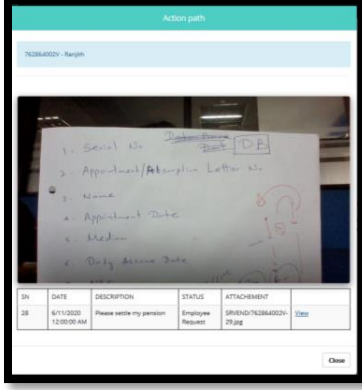 Action path
762864002V - Ranjith
1. Serial No
DB
2. Appointment/Absorption Letter No.
3. Name
4. Appointment Date
5. Medium
6. Duty Assume Date
SN DATE DESCRIPTION STATUS ATTACHEMENT
28 6/11/2020 12:00:00 AM Please settle my pension Employee Request SRVEND/762864002V-29.jpg View
Close